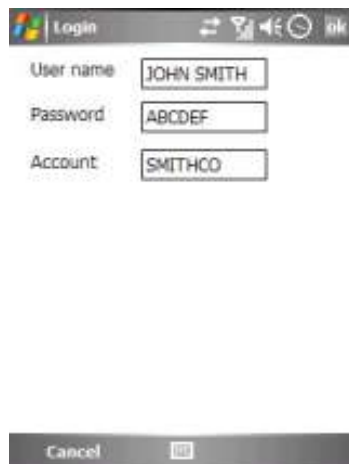 Login ok
User name JOHN SMITH
Password ABCDEF
Account SMITHCO
Cancel